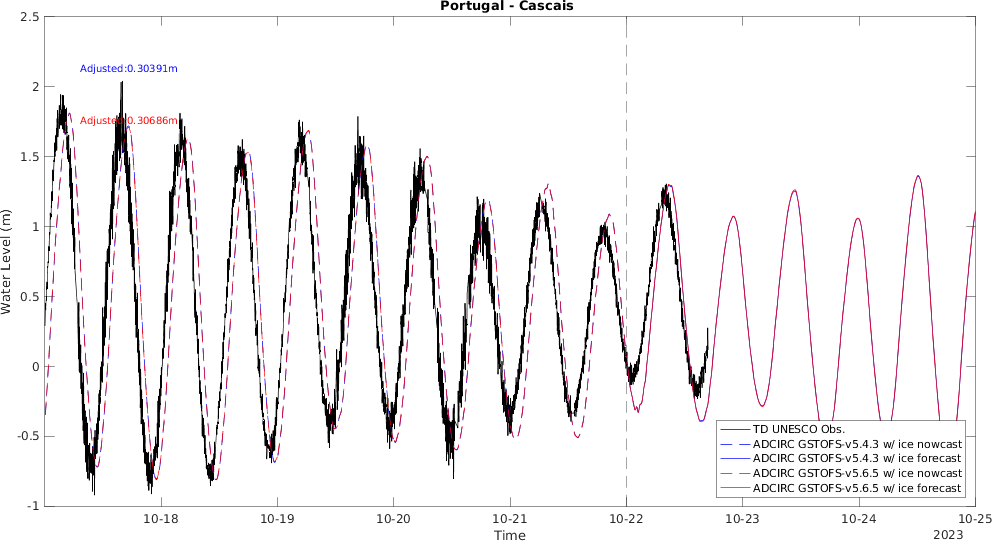 Portugal - Cascais
2.5
2
1.5
1
0.5
0
-0.5
-1
Water Level (m)
Adjusted:0.30391m
Adjusted:0.30686m
10-18
10-19
10-20
10-21
10-22
10-23
10-24
10-25
Time
2023
TD UNESCO Obs.
ADCIRC GSTOFS-v5.4.3 w/ ice nowcast
ADCIRC GSTOFS-v5.4.3 w/ ice forecast
ADCIRC GSTOFS-v5.6.5 w/ ice nowcast
ADCIRC GSTOFS-v5.6.5 w/ ice forecast